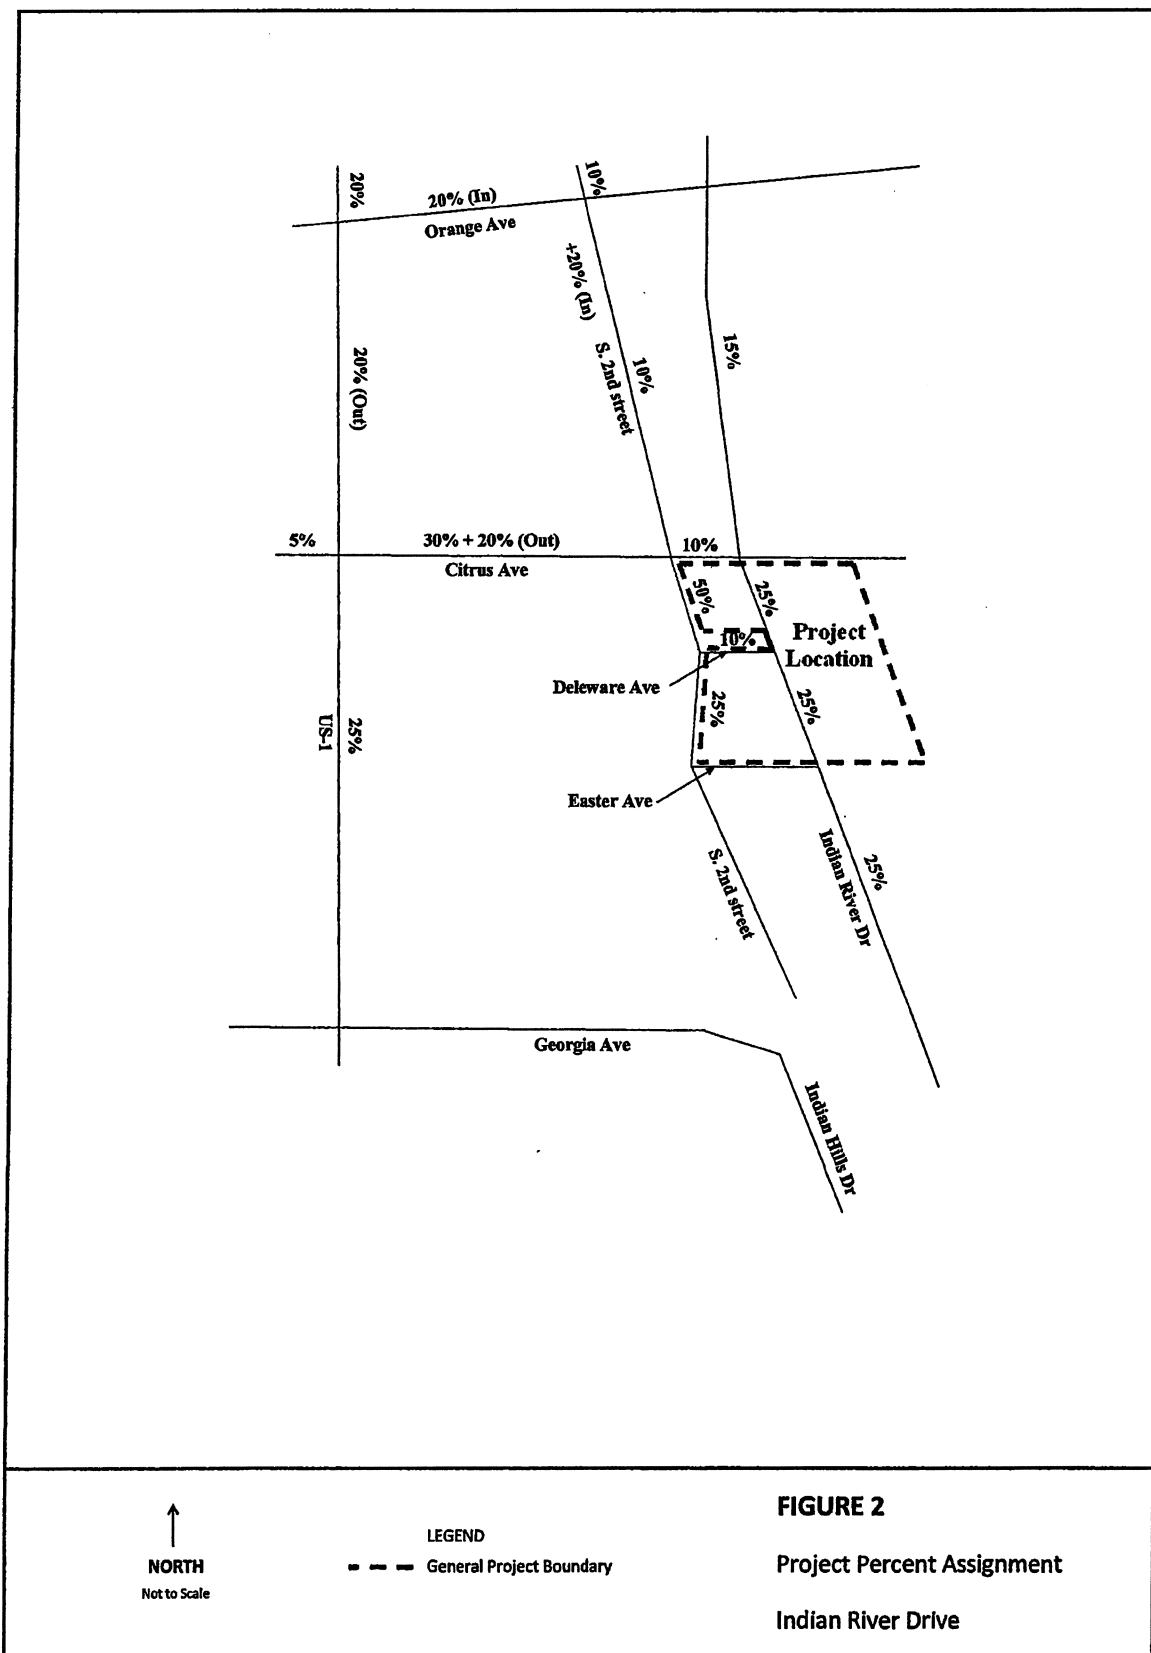 10%
20%
20% (In)
Orange Ave
+20% (In)
15%
10%
S. 2nd street
20% (Out)
5%
30% + 20% (Out)
10%
Citrus Ave
50%
25%
10%
Project
Location
Deleware Ave
25%
25%
US-1
25%
Easter Ave
S. 2nd street
Indian River Dr
25%
Georgia Ave
Indian Hills Dr
NORTH
Not to Scale
LEGEND
General Project Boundary
FIGURE 2
Project Percent Assignment
Indian River Drive